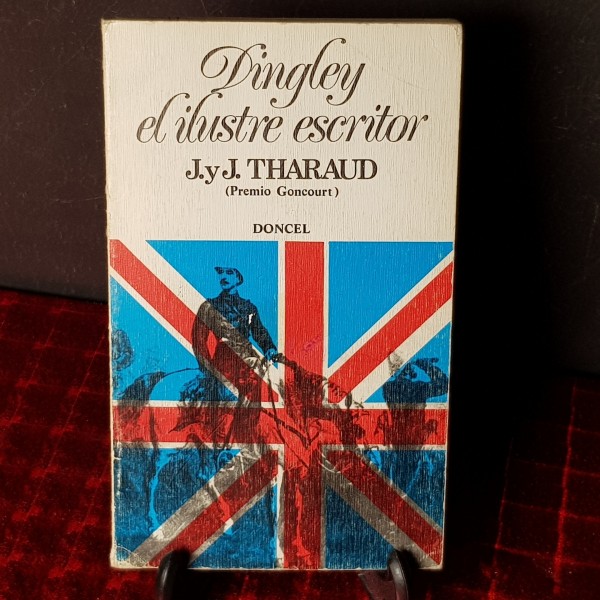 Dingley
el ilustre escritor
J. y J. THARAUD
(Premio Goncourt)
DONCEL